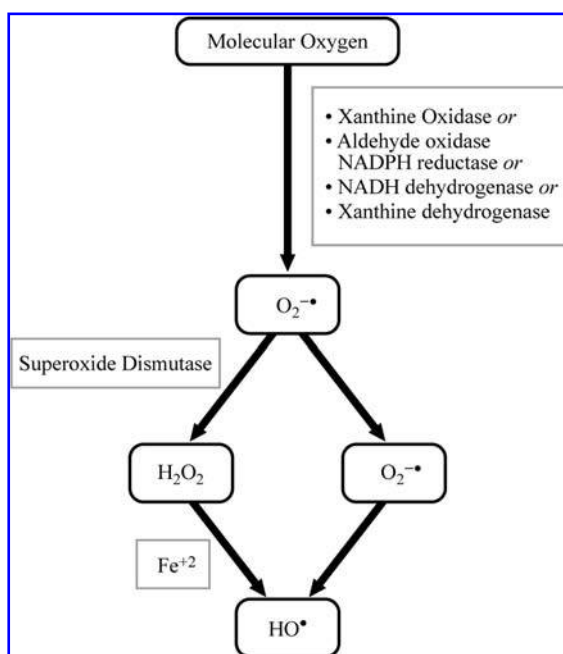 Molecular Oxygen
• Xanthine Oxidase or
• Aldehyde oxidase
NADPH reductase or
• NADH dehydrogenase or
• Xanthine dehydrogenase
O₂⁻•
Superoxide Dismutase
H₂O₂
O₂⁻•
Fe⁺²
HO•